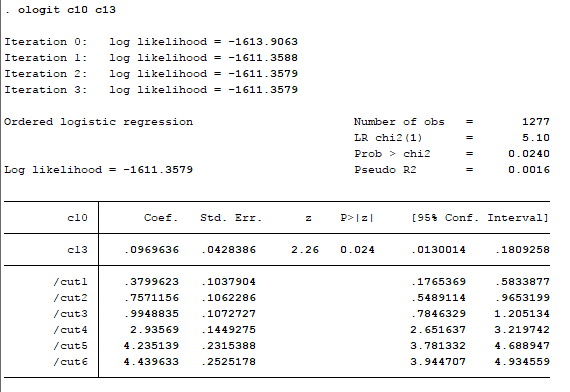 . ologit c10 c13
Iteration 0:   log likelihood = -1613.9063
Iteration 1:   log likelihood = -1611.3588
Iteration 2:   log likelihood = -1611.3579
Iteration 3:   log likelihood = -1611.3579
Ordered logistic regression                     Number of obs   =       1277
LR chi2(1)      =       5.10
Prob > chi2     =     0.0240
Log likelihood = -1611.3579                     Pseudo R2       =     0.0016
c10        Coef.   Std. Err.      z    P>|z|     [95% Conf. Interval]
c13     .0969636   .0428386     2.26   0.024     .0130014    .1809258
/cut1     .3799623   .1037904                      .1765369    .5833877
/cut2     .7571156   .1062286                      .5489114    .9653199
/cut3     .9948835   .1072727                      .7846329    1.205134
/cut4      2.93569   .1449275                      2.651637    3.219742
/cut5     4.235139   .2315388                      3.781332    4.688947
/cut6     4.439633   .2525178                      3.944707    4.934559